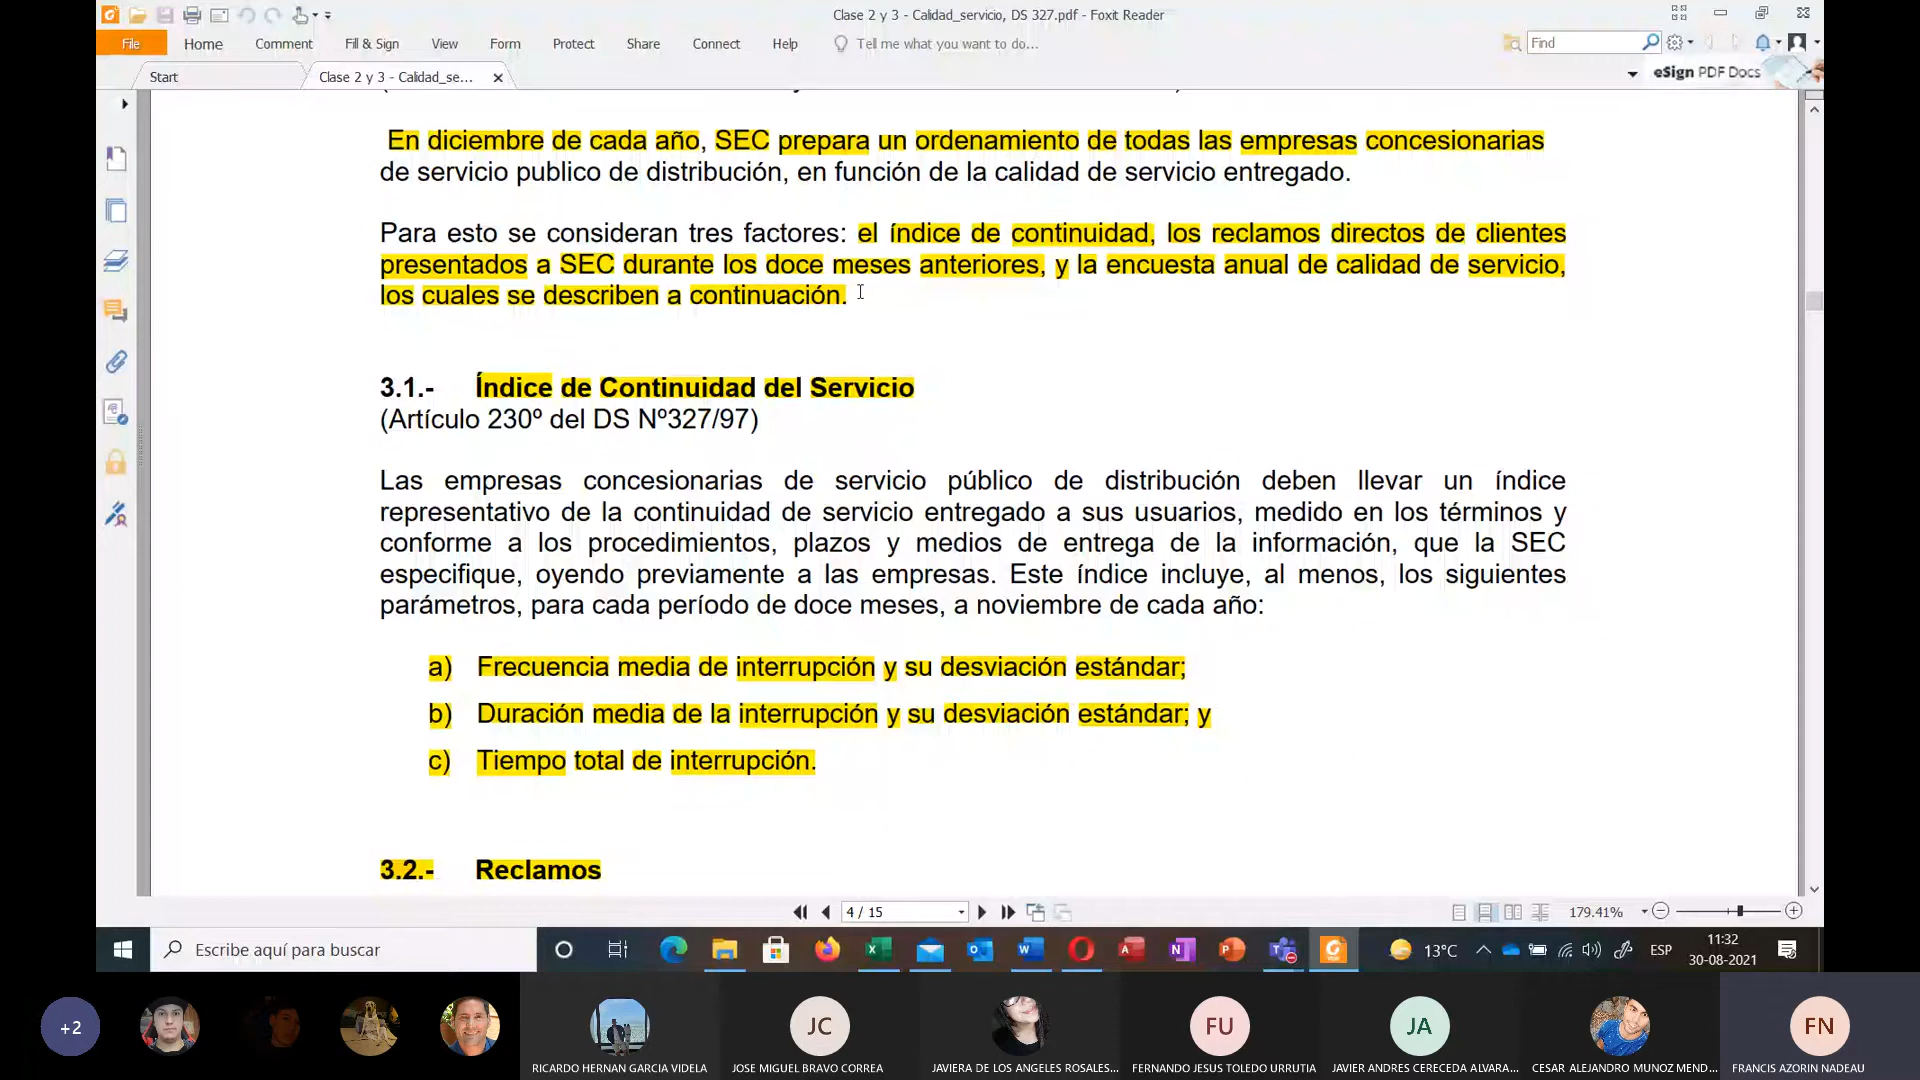 Clase 2 y 3 - Calidad_servicio, DS 327.pdf - Foxit Reader
File Home Comment Fill & Sign View Form Protect Share Connect Help Tell me what you want to do... Find
Start Clase 2 y 3 - Calidad_se... eSign PDF Docs
En diciembre de cada año, SEC prepara un ordenamiento de todas las empresas concesionarias
de servicio publico de distribución, en función de la calidad de servicio entregado.
Para esto se consideran tres factores: el índice de continuidad, los reclamos directos de clientes
presentados a SEC durante los doce meses anteriores, y la encuesta anual de calidad de servicio,
los cuales se describen a continuación.
3.1.- Índice de Continuidad del Servicio
(Artículo 230º del DS Nº327/97)
Las empresas concesionarias de servicio público de distribución deben llevar un índice
representativo de la continuidad de servicio entregado a sus usuarios, medido en los términos y
conforme a los procedimientos, plazos y medios de entrega de la información, que la SEC
especifique, oyendo previamente a las empresas. Este índice incluye, al menos, los siguientes
parámetros, para cada período de doce meses, a noviembre de cada año:
a) Frecuencia media de interrupción y su desviación estándar;
b) Duración media de la interrupción y su desviación estándar; y
c) Tiempo total de interrupción.
3.2.- Reclamos
4 / 15 179.41%
Escribe aquí para buscar 13°C ESP 11:32
30-08-2021
+2 JC FU JA FN
RICARDO HERNAN GARCIA VIDELA JOSE MIGUEL BRAVO CORREA JAVIERA DE LOS ANGELES ROSALES... FERNANDO JESUS TOLEDO URRUTIA JAVIER ANDRES CERECEDA ALVARA... CESAR ALEJANDRO MUNOZ MEND... FRANCIS AZORIN NADEAU